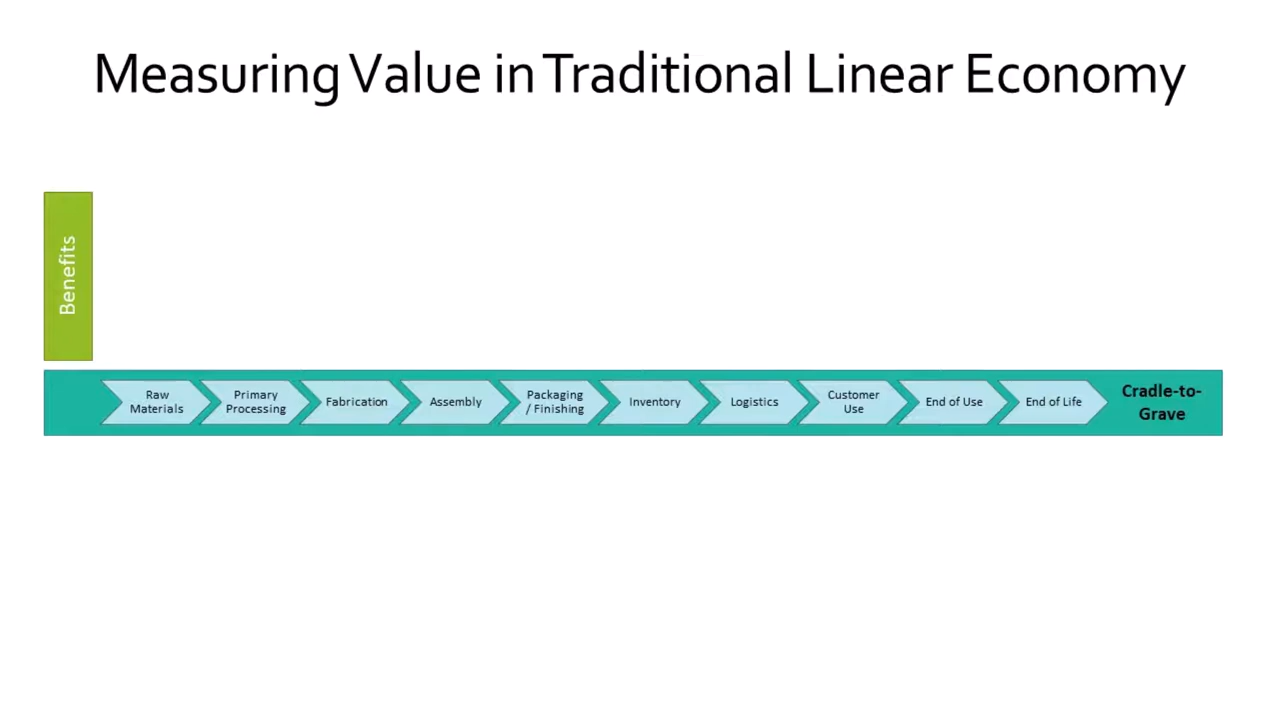 Measuring Value in Traditional Linear Economy
Benefits
Raw
Materials
Primary
Processing
Fabrication
Assembly
Packaging
/ Finishing
Inventory
Logistics
Customer
Use
End of Use
End of Life
Cradle-to-
Grave